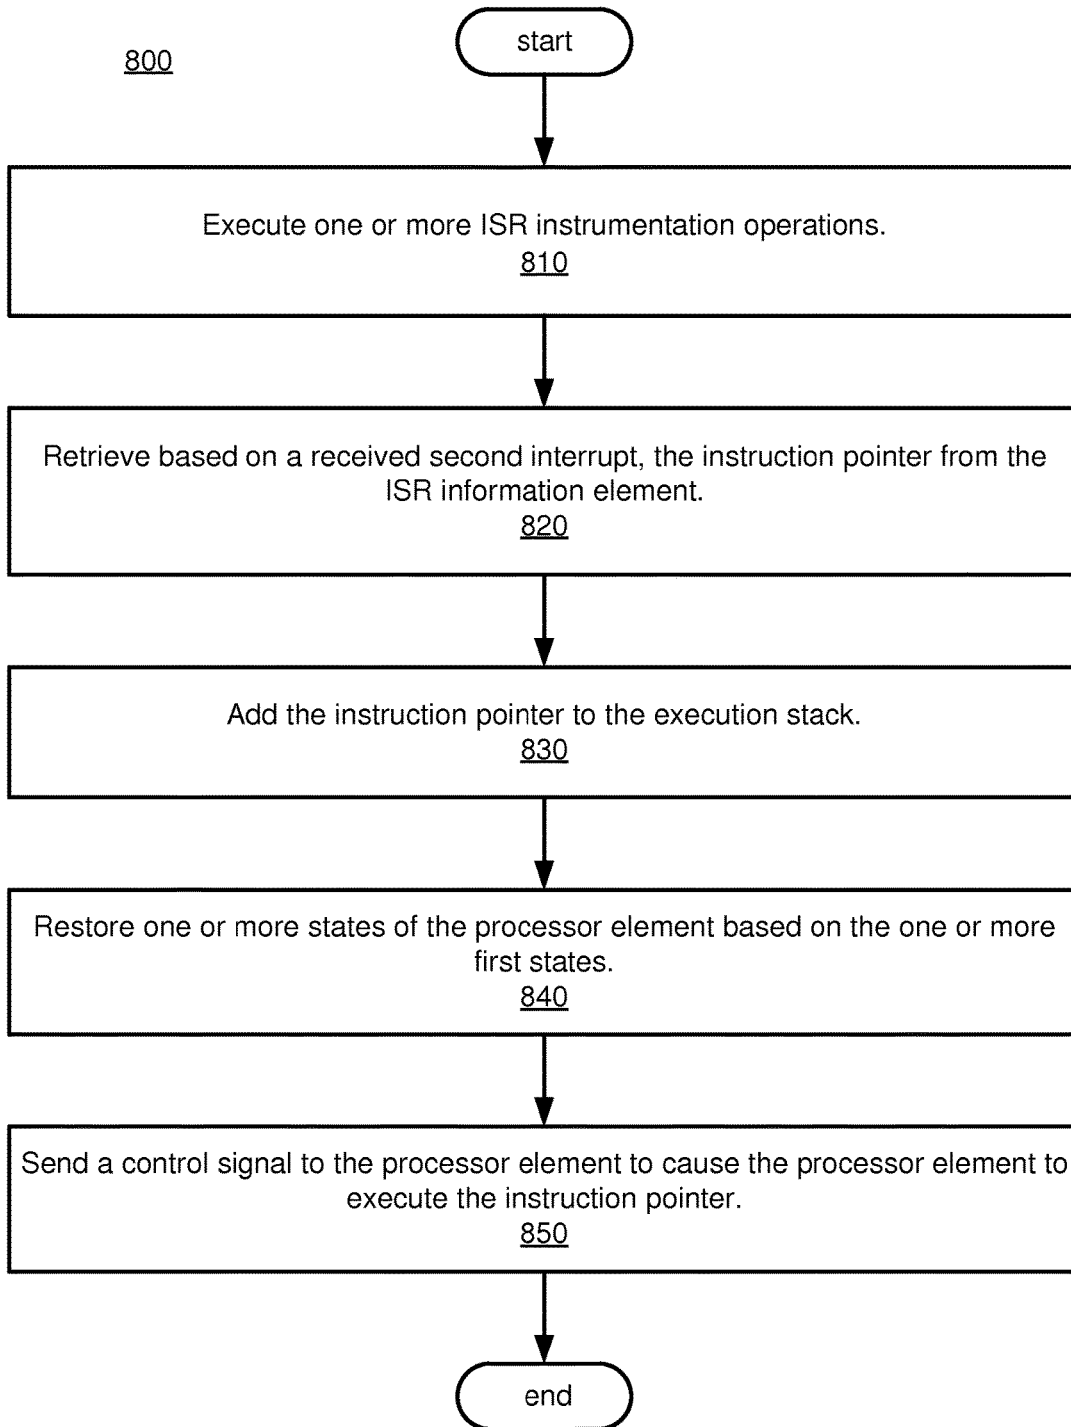 start
800
Execute one or more ISR instrumentation operations.
810
Retrieve based on a received second interrupt, the instruction pointer from the
ISR information element.
820
Add the instruction pointer to the execution stack.
830
Restore one or more states of the processor element based on the one or more
first states.
840
Send a control signal to the processor element to cause the processor element to
execute the instruction pointer.
850
end